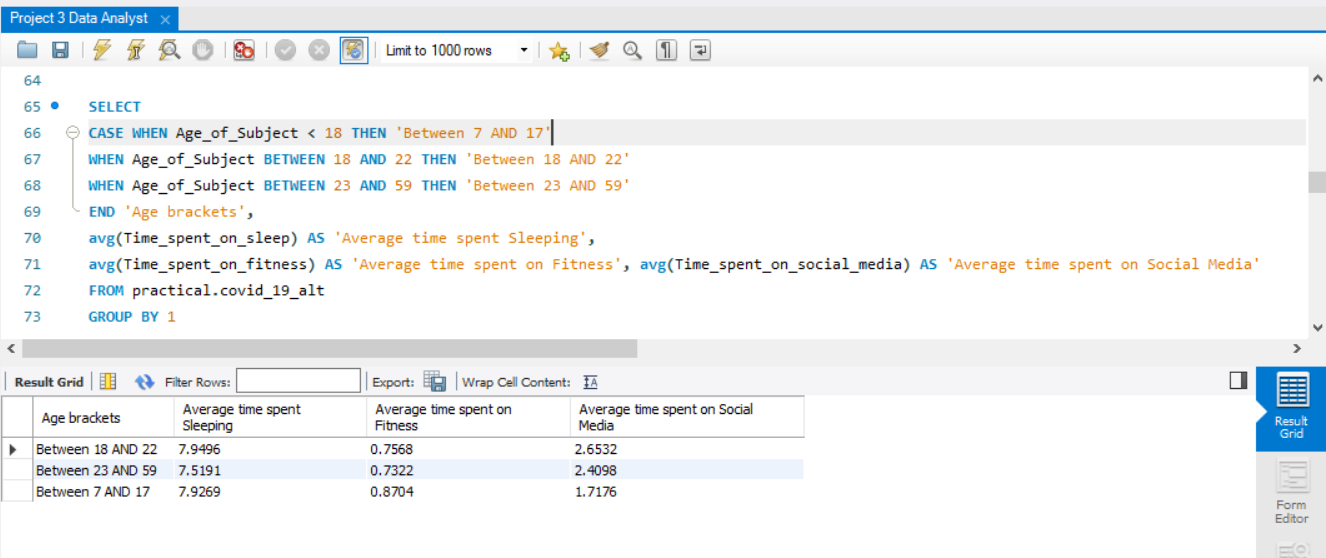 Project 3 Data Analyst ×
Limit to 1000 rows
64
65 SELECT
66 CASE WHEN Age_of_Subject < 18 THEN 'Between 7 AND 17'
67 WHEN Age_of_Subject BETWEEN 18 AND 22 THEN 'Between 18 AND 22'
68 WHEN Age_of_Subject BETWEEN 23 AND 59 THEN 'Between 23 AND 59'
69 END 'Age brackets',
70 avg(Time_spent_on_sleep) AS 'Average time spent Sleeping',
71 avg(Time_spent_on_fitness) AS 'Average time spent on Fitness', avg(Time_spent_on_social_media) AS 'Average time spent on Social Media'
72 FROM practical.covid_19_alt
73 GROUP BY 1
Result Grid Filter Rows: Export: Wrap Cell Content: IA
Age brackets Average time spent Sleeping Average time spent on Fitness Average time spent on Social Media
Between 18 AND 22 7.9496 0.7568 2.6532
Between 23 AND 59 7.5191 0.7322 2.4098
Between 7 AND 17 7.9269 0.8704 1.7176
Result
Grid
Form
Editor